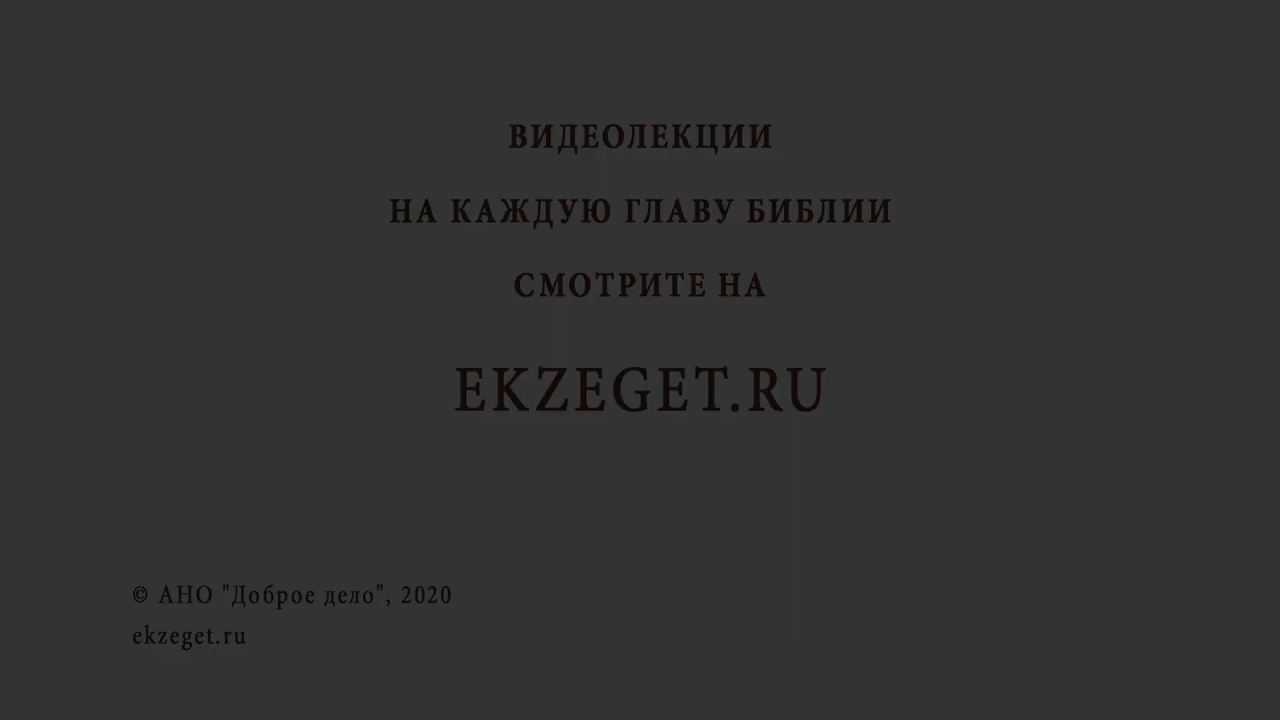 ВИДЕОЛЕКЦИИ
НА КАЖДУЮ ГЛАВУ БИБЛИИ
СМОТРИТЕ НА
EKZEGET.RU
© АНО "Доброе дело", 2020
ekzeget.ru